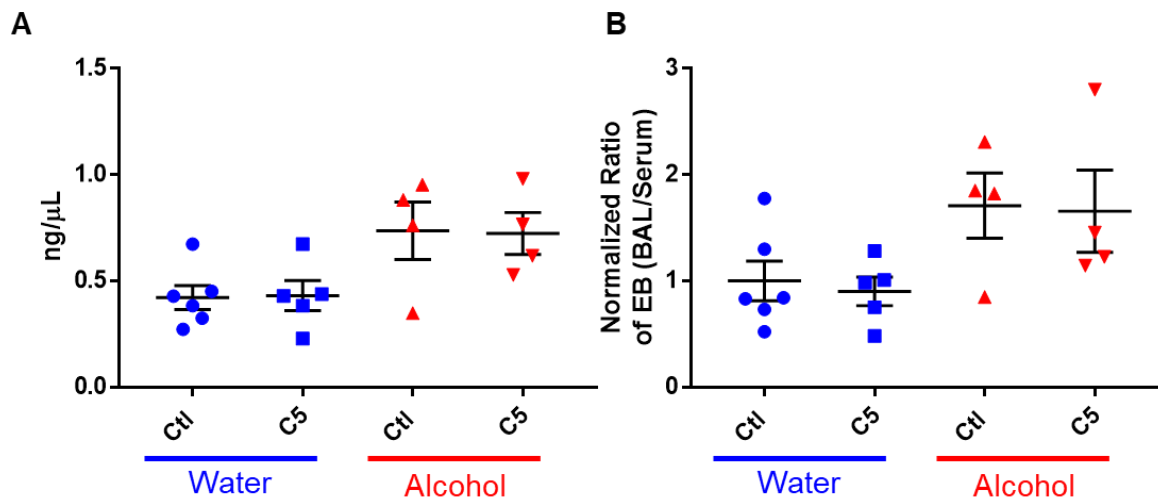 A
ng/μL
1.5
1.0
0.5
0.0
Ctl
C5
Ctl
C5
Water
Alcohol
B
Normalized Ratio
of EB (BAL/Serum)
3
2
1
0
Ctl
C5
Ctl
C5
Water
Alcohol